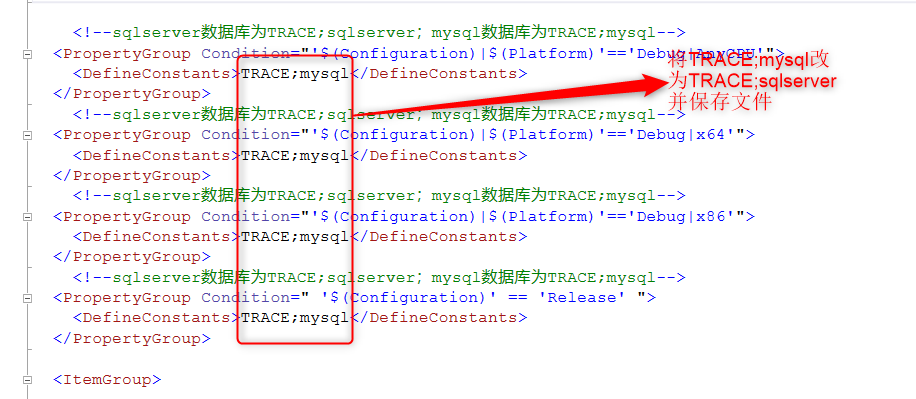 <!--sqlserver数据库为TRACE;sqlserver; mysql数据库为TRACE;mysql-->
<PropertyGroup Condition="'$(Configuration)|$(Platform)'=='Debug|AnyCPU'">
<DefineConstants>TRACE;mysql</DefineConstants>
</PropertyGroup>
将TRACE;mysql改
为TRACE;sqlserver
并保存文件
<!--sqlserver数据库为TRACE;sqlserver; mysql数据库为TRACE;mysql-->
<PropertyGroup Condition="'$(Configuration)|$(Platform)'=='Debug|x64'">
<DefineConstants>TRACE;mysql</DefineConstants>
</PropertyGroup>
<!--sqlserver数据库为TRACE;sqlserver; mysql数据库为TRACE;mysql-->
<PropertyGroup Condition="'$(Configuration)|$(Platform)'=='Debug|x86'">
<DefineConstants>TRACE;mysql</DefineConstants>
</PropertyGroup>
<!--sqlserver数据库为TRACE;sqlserver; mysql数据库为TRACE;mysql-->
<PropertyGroup Condition=" '$(Configuration)' == 'Release' ">
<DefineConstants>TRACE;mysql</DefineConstants>
</PropertyGroup>
<ItemGroup>